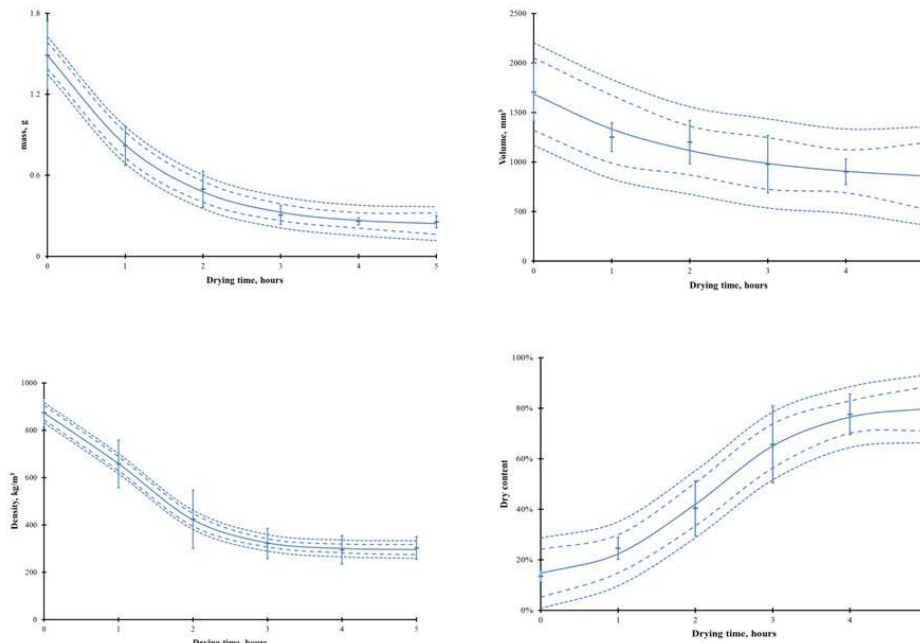 1.8
1.2
0.6
0
mass, g
0 1 2 3 4 5
Drying time, hours
2500
2000
1500
1000
500
0
Volume, mm³
0 1 2 3 4
Drying time, hours
1000
800
600
400
200
0
Density, kg/m³
0 1 2 3 4 5
Drying time, hours
100%
80%
60%
40%
20%
0%
Dry content
0 1 2 3 4
Drying time, hours